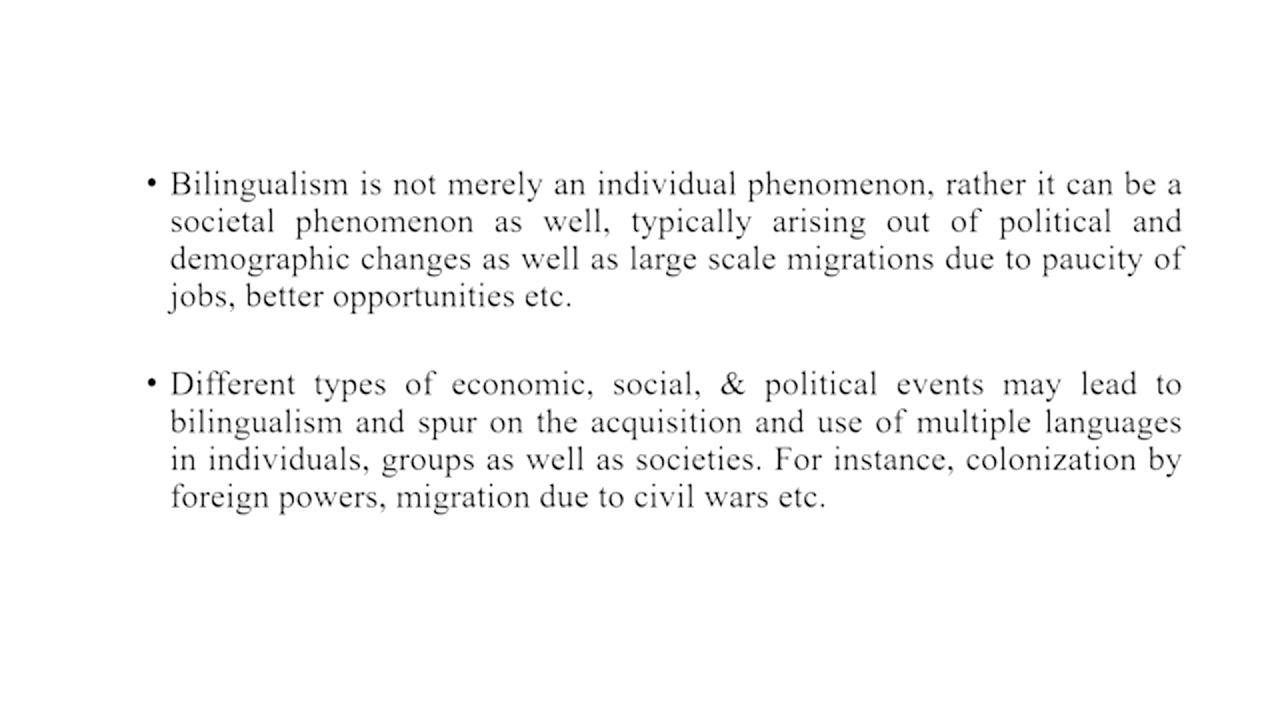 • Bilingualism is not merely an individual phenomenon, rather it can be a
societal phenomenon as well, typically arising out of political and
demographic changes as well as large scale migrations due to paucity of
jobs, better opportunities etc.
• Different types of economic, social, & political events may lead to
bilingualism and spur on the acquisition and use of multiple languages
in individuals, groups as well as societies. For instance, colonization by
foreign powers, migration due to civil wars etc.